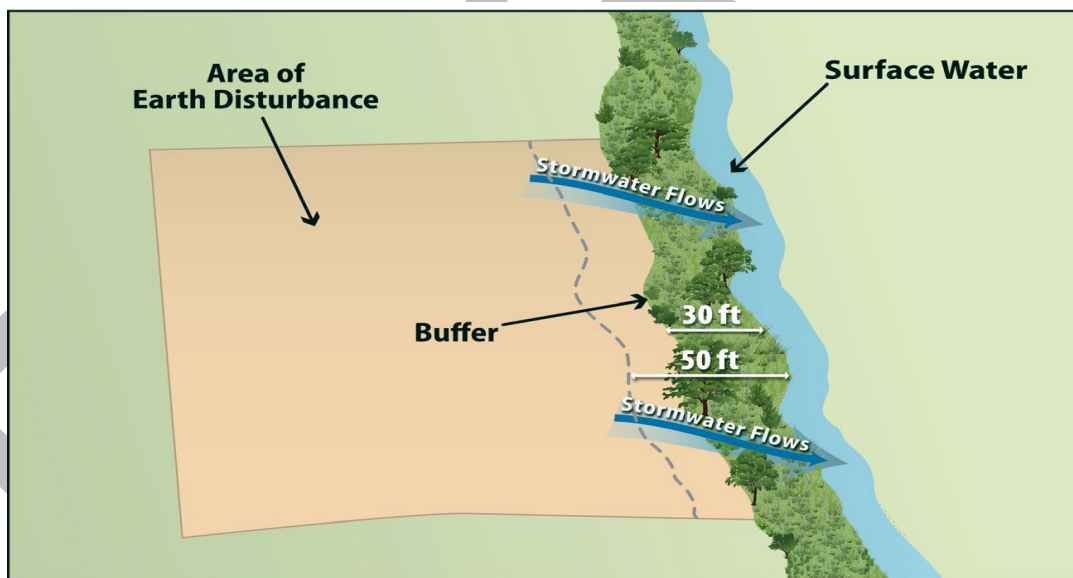 Area of
Earth Disturbance
Surface Water
Stormwater Flows
Buffer
30 ft
50 ft
Stormwater Flows